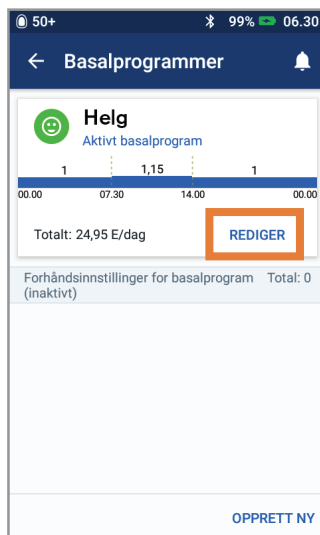 50+ 99% 06.30
Basalprogrammer
Helg
Aktivt basalprogram
1 1,15 1
00.00 07.30 14.00 00.00
Totalt: 24,95 E/dag REDIGER
Forhåndsinnstillinger for basalprogram Total: 0
(inaktivt)
OPPRETT NY